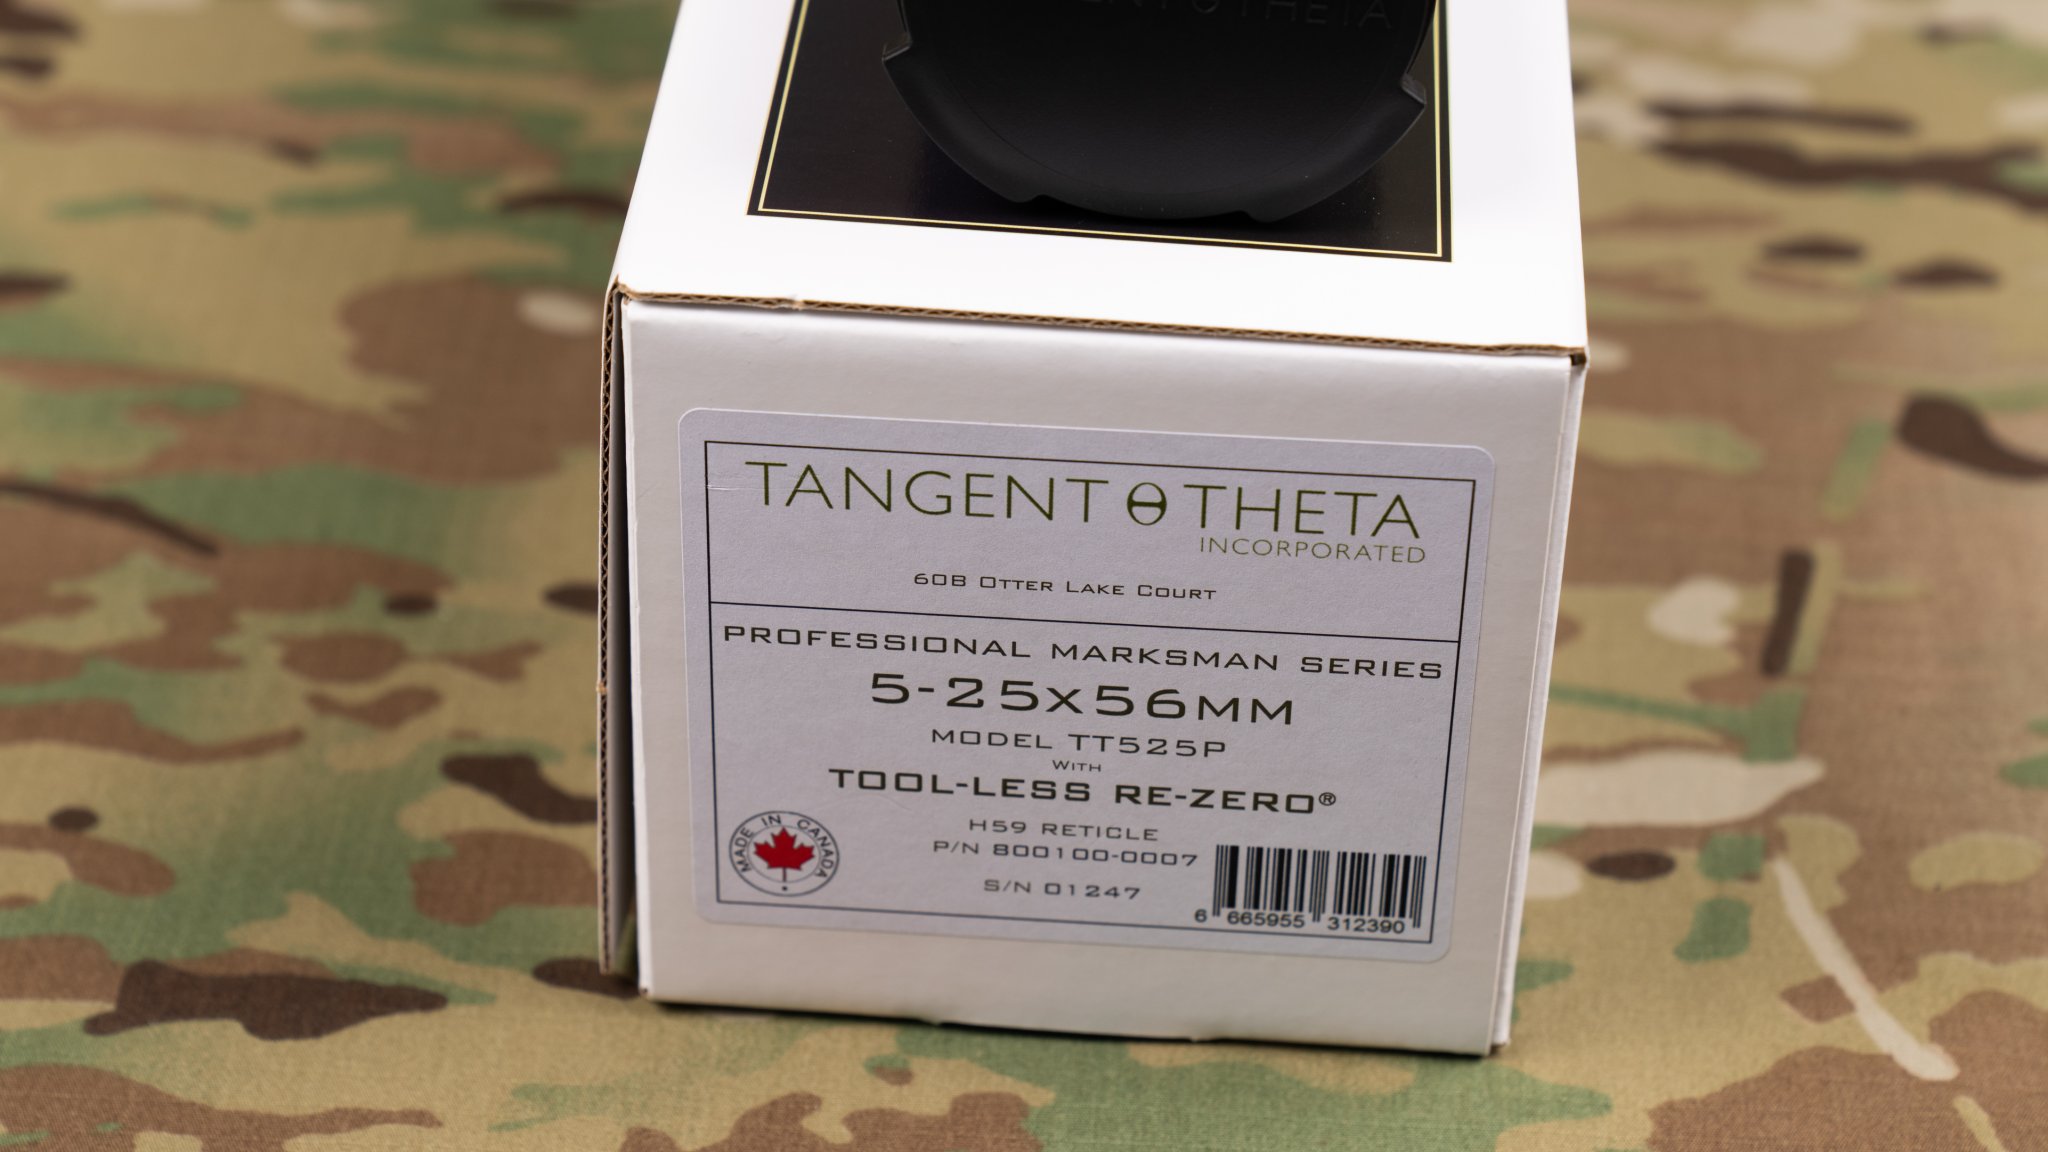 TANGENT θ THETA
INCORPORATED
60B OTTER LAKE COURT
PROFESSIONAL MARKSMAN SERIES
5-25x56MM
MODEL TT525P
WITH
TOOL-LESS RE-ZERO®
H59 RETICLE
P/N 800100-0007
S/N 01247
MADE IN CANADA
6 665955 312390